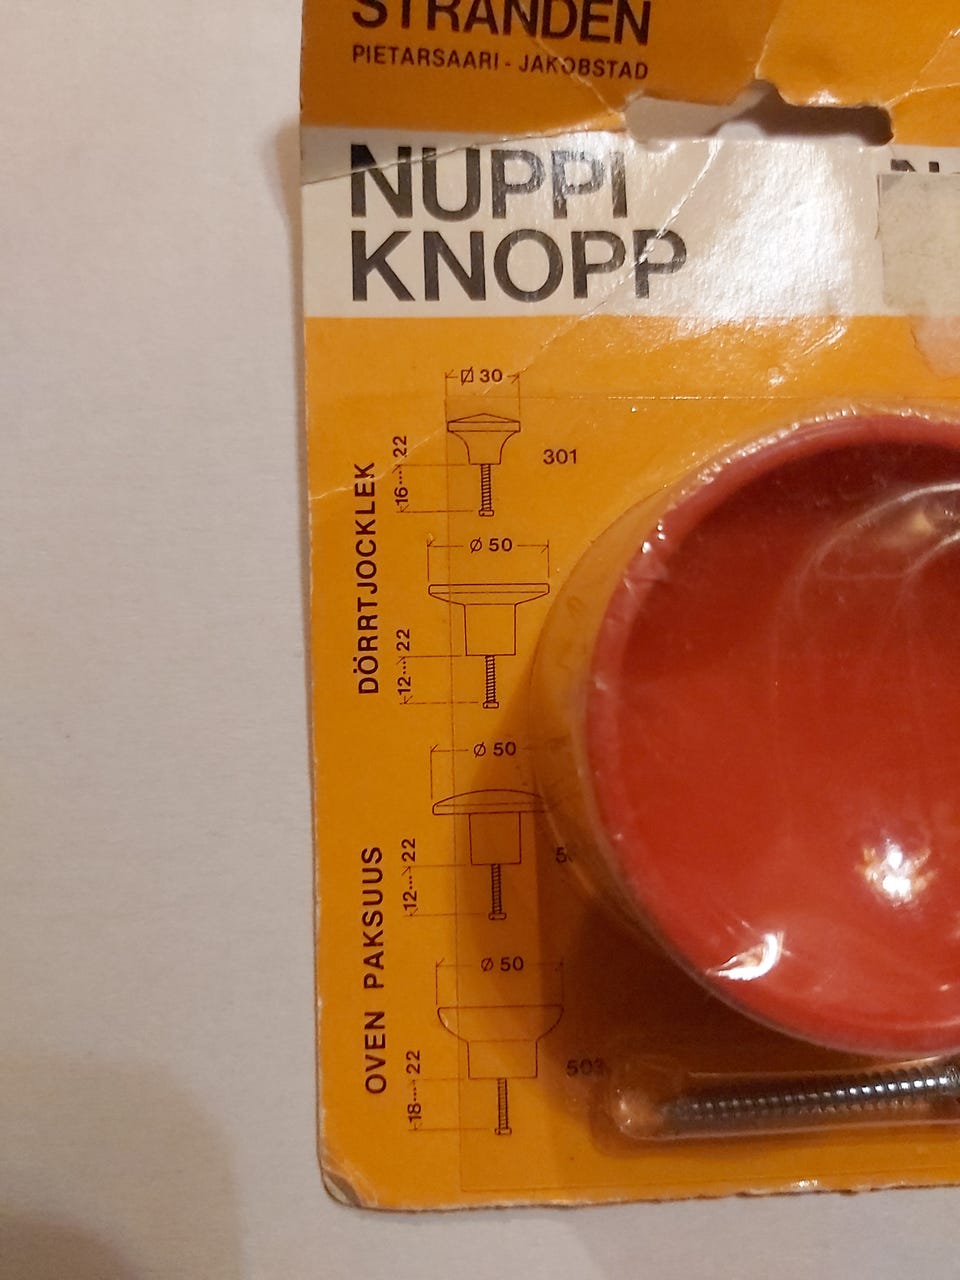 STRANDEN
PIETARSAARI - JAKOBSTAD
NUPPI
KNOPP
30
16....22
301
Ø 50
12...22
Ø 50
12...22
Ø 50
18....22
503
DÖRRTJOCKLEK
OVEN PAKSUUS